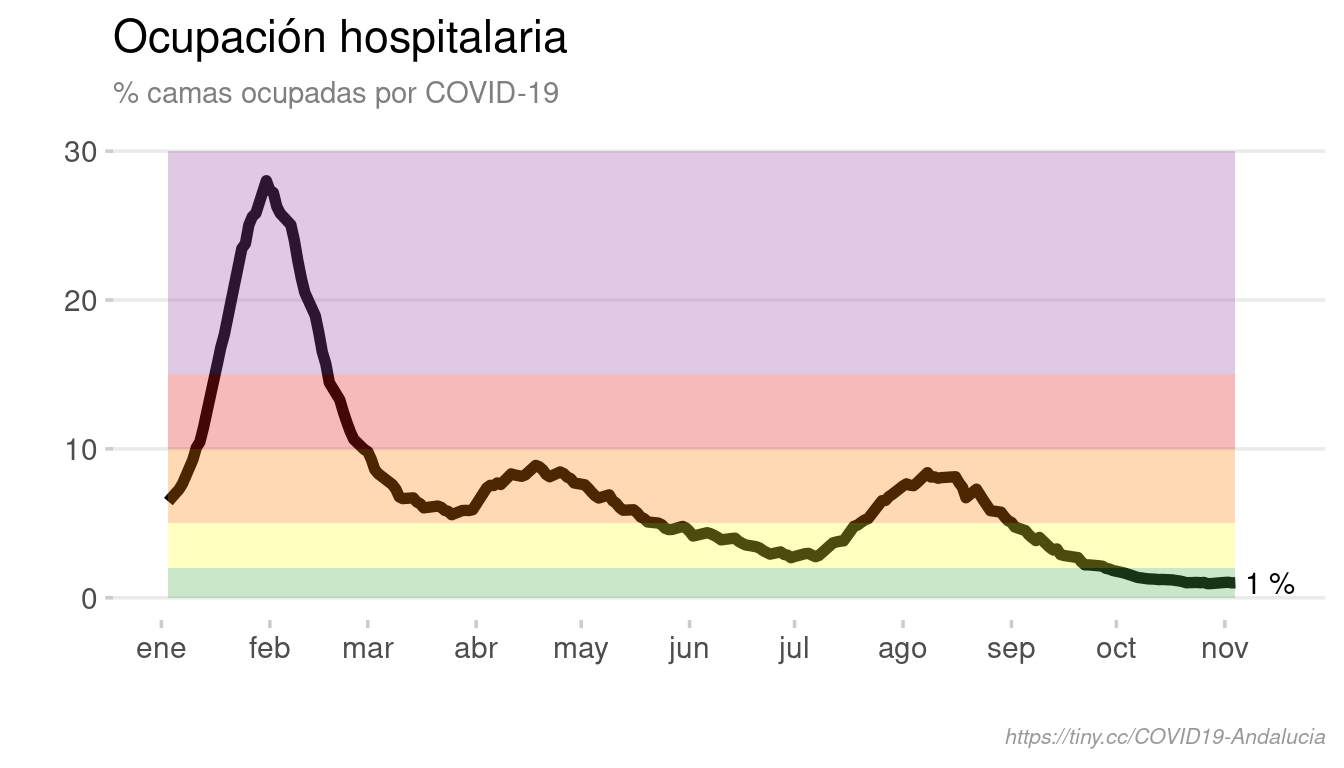 Ocupación hospitalaria
% camas ocupadas por COVID-19
30
20
10
0
1 %
ene feb mar abr may jun jul ago sep oct nov
https://tiny.cc/COVID19-Andalucia